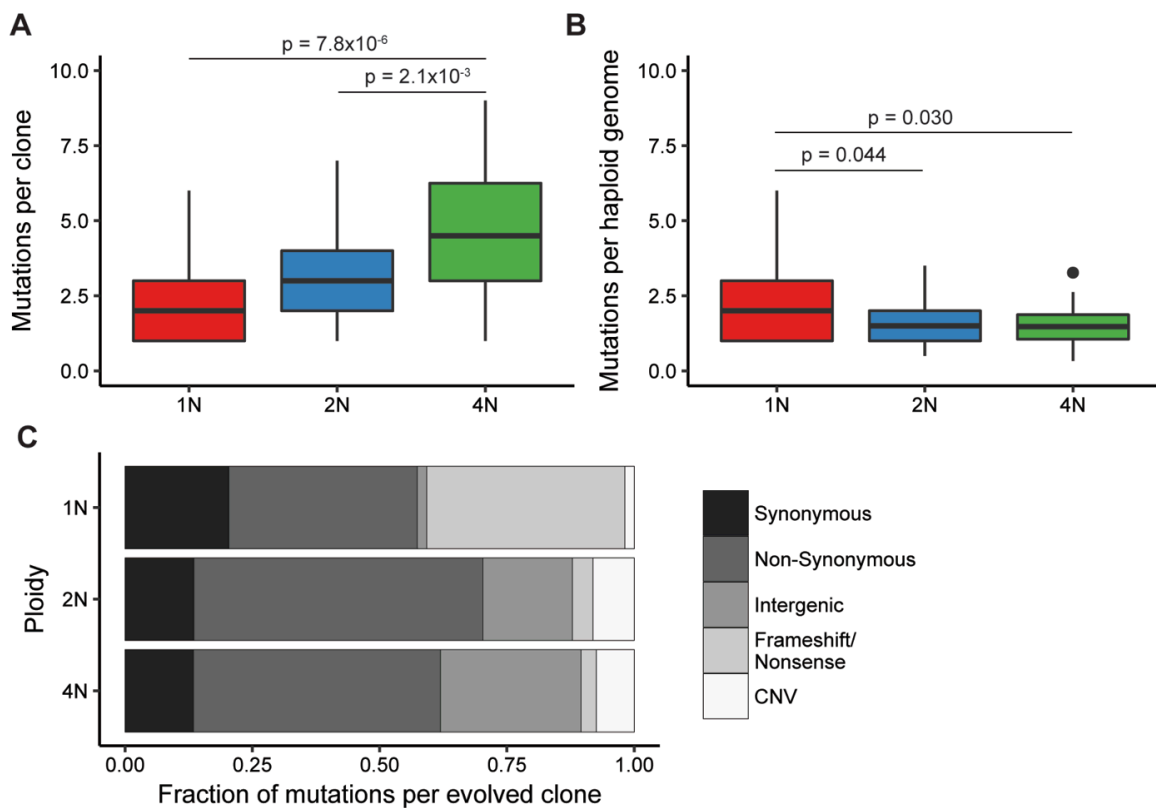 A
p = 7.8x10⁻⁶
p = 2.1x10⁻³
10.0
7.5
5.0
2.5
0.0
Mutations per clone
1N
2N
4N
B
p = 0.030
p = 0.044
10.0
7.5
5.0
2.5
0.0
Mutations per haploid genome
1N
2N
4N
C
Ploidy
1N
2N
4N
0.00
0.25
0.50
0.75
1.00
Fraction of mutations per evolved clone
Synonymous
Non-Synonymous
Intergenic
Frameshift/
Nonsense
CNV